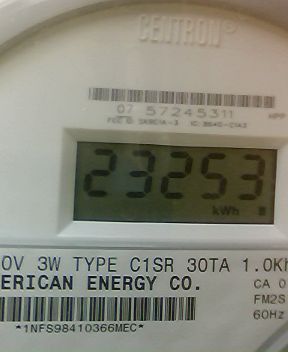 CENTRON®
07 57245311
23253
kWh
0V 3W TYPE C1SR 30TA 1.0Kh
ERICAN ENERGY CO.
CA 0
FM2S
60Hz
*1NFS98410366MEC*